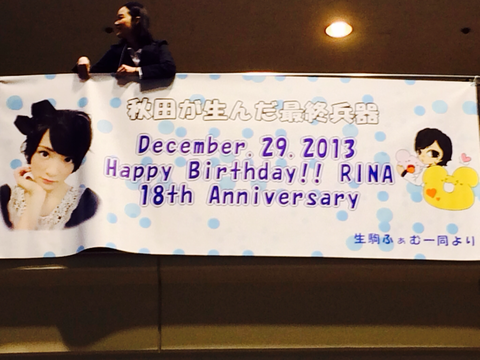 秋田が生んだ最終兵器
December.29.2013
Happy Birthday!! RINA
18th Anniversary
生駒ふぁむ一同より